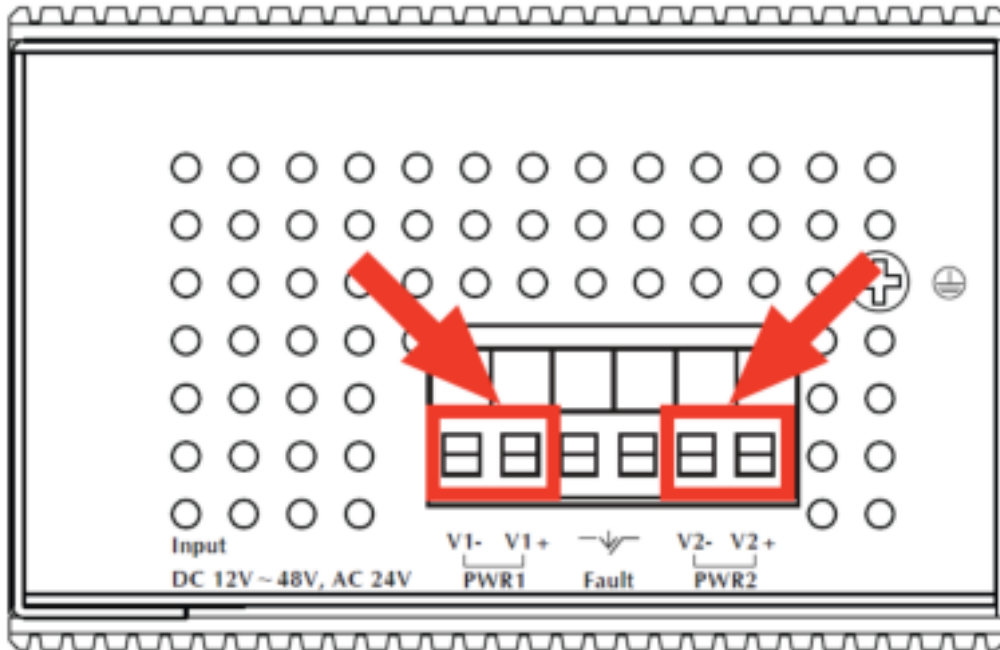 Input
DC 12V ~ 48V, AC 24V
V1- V1+
PWR1
Fault
V2- V2+
PWR2